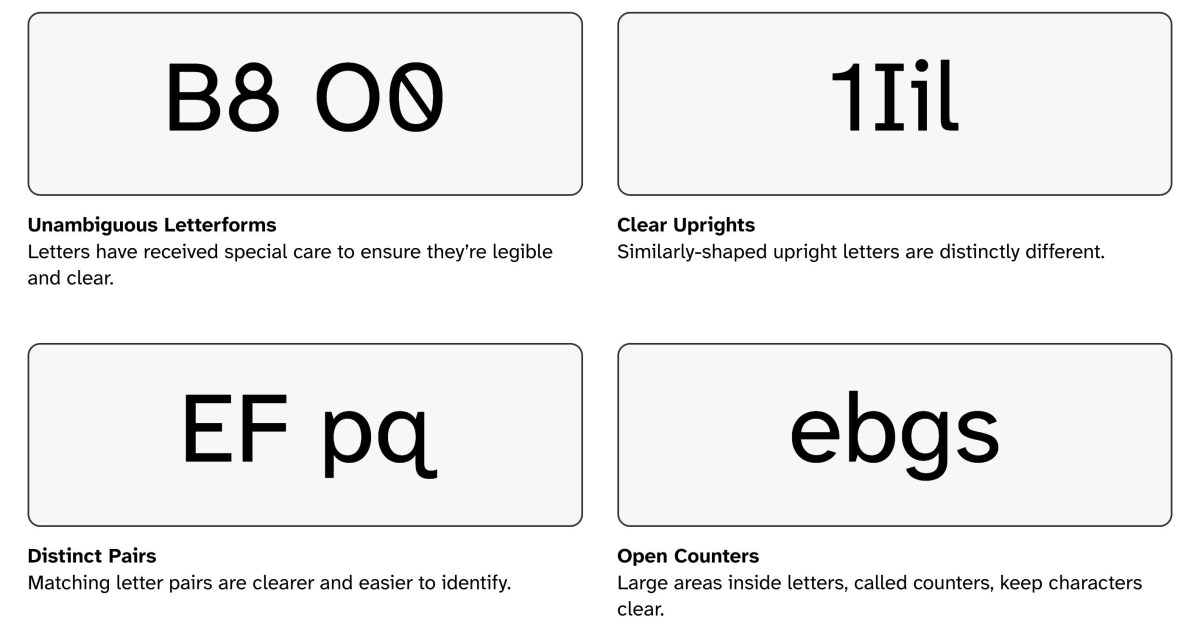 B8 O0
Unambiguous Letterforms
Letters have received special care to ensure they’re legible
and clear.
1Iil
Clear Uprights
Similarly-shaped upright letters are distinctly different.
EF pq
Distinct Pairs
Matching letter pairs are clearer and easier to identify.
ebgs
Open Counters
Large areas inside letters, called counters, keep characters
clear.